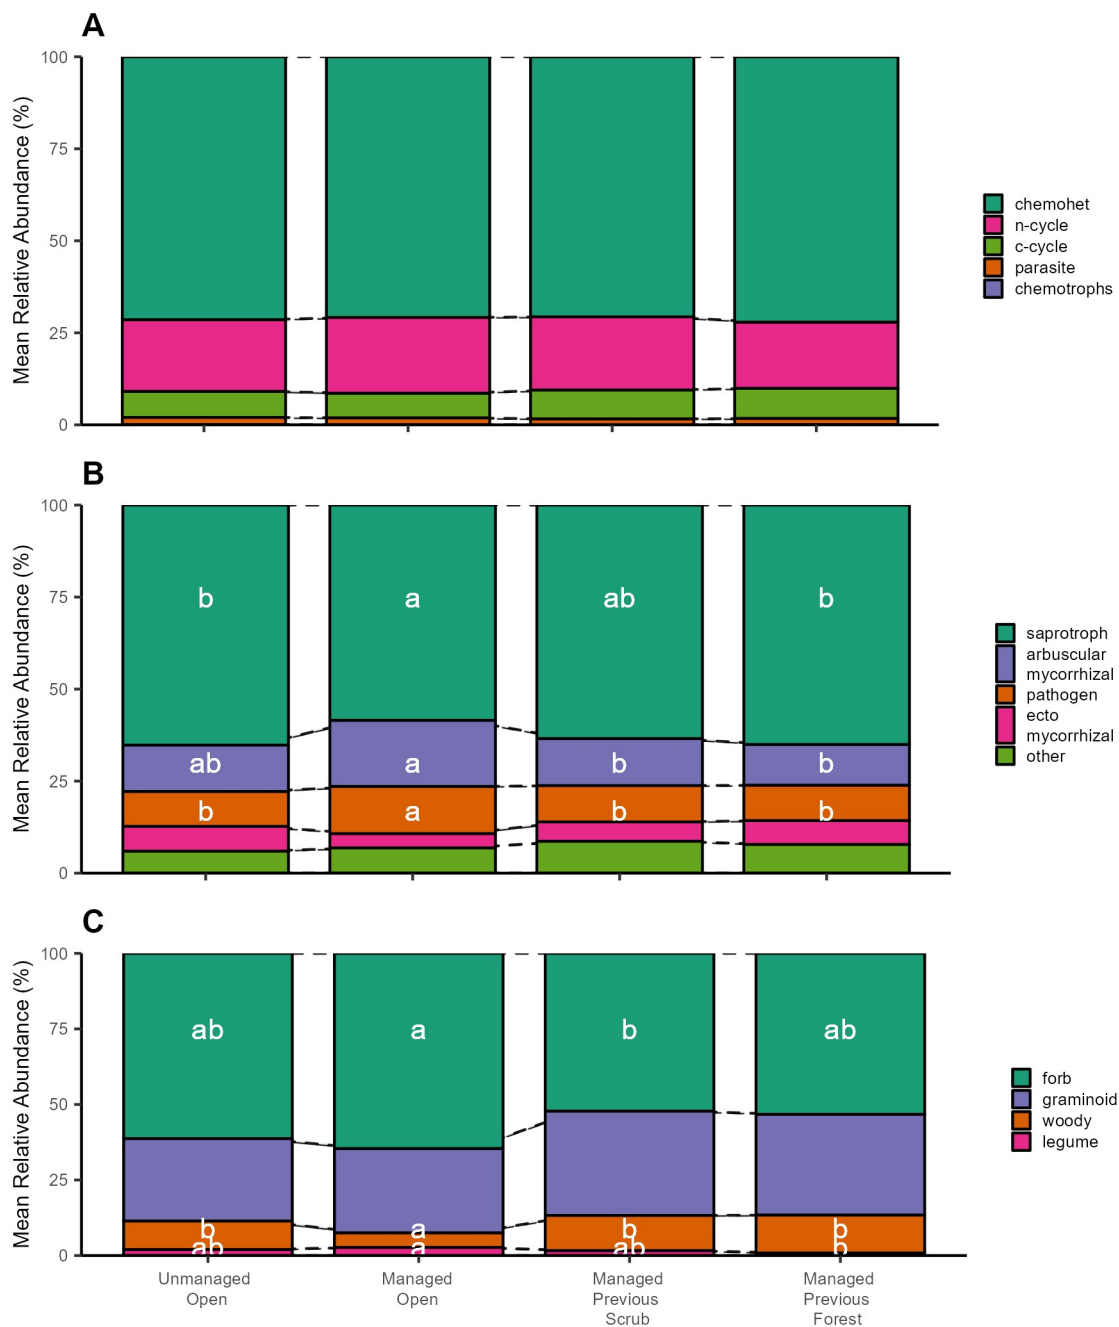 A
Mean Relative Abundance (%)
100
75
50
25
0
chemohet
n-cycle
c-cycle
parasite
chemotrophs
B
Mean Relative Abundance (%)
100
75
50
25
0
b a ab b
ab a b b
b a b b
saprotroph
arbuscular
mycorrhizal
pathogen
ecto
mycorrhizal
other
C
Mean Relative Abundance (%)
100
75
50
25
0
ab a b ab
b a b b
ab a ab b
forb
graminoid
woody
legume
Unmanaged
Open
Managed
Open
Managed
Previous
Scrub
Managed
Previous
Forest